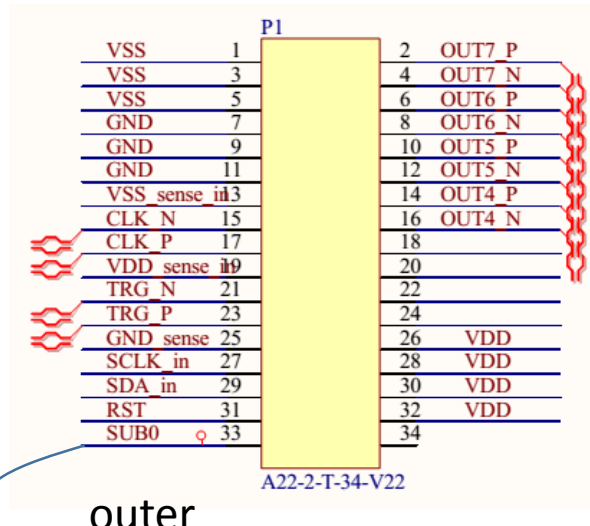 P1
VSS 1 2 OUT7_P
VSS 3 4 OUT7_N
VSS 5 6 OUT6_P
GND 7 8 OUT6_N
GND 9 10 OUT5_P
GND 11 12 OUT5_N
VSS_sense_in 13 14 OUT4_P
CLK_N 15 16 OUT4_N
CLK_P 17 18
VDD_sense_in 19 20
TRG_N 21 22
TRG_P 23 24
GND_sense 25 26 VDD
SCLK_in 27 28 VDD
SDA_in 29 30 VDD
RST 31 32 VDD
SUB0 33 34
A22-2-T-34-V22
outer